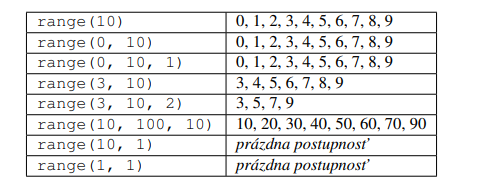 range(10) 0, 1, 2, 3, 4, 5, 6, 7, 8, 9
range(0, 10) 0, 1, 2, 3, 4, 5, 6, 7, 8, 9
range(0, 10, 1) 0, 1, 2, 3, 4, 5, 6, 7, 8, 9
range(3, 10) 3, 4, 5, 6, 7, 8, 9
range(3, 10, 2) 3, 5, 7, 9
range(10, 100, 10) 10, 20, 30, 40, 50, 60, 70, 90
range(10, 1) prázdna postupnosť
range(1, 1) prázdna postupnosť